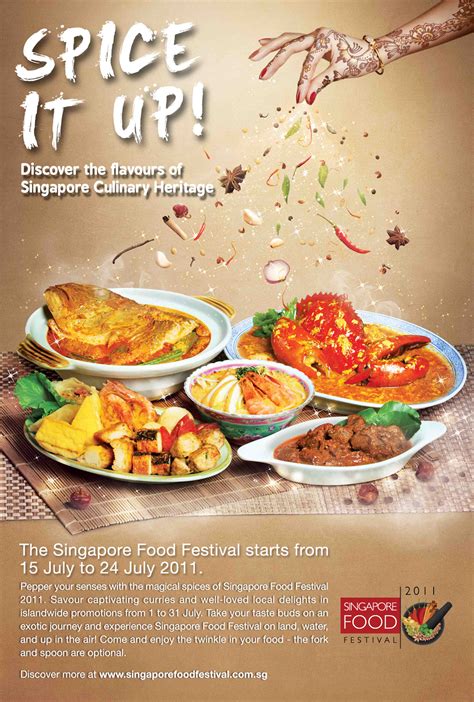 SPICE
IT UP!
Discover the flavours of
Singapore Culinary Heritage
The Singapore Food Festival starts from
15 July to 24 July 2011.
Pepper your senses with the magical spices of Singapore Food Festival
2011. Savour captivating curries and well-loved local delights in
islandwide promotions from 1 to 31 July. Take your taste buds on an
exotic journey and experience Singapore Food Festival on land, water,
and up in the air! Come and enjoy the twinkle in your food - the fork
and spoon are optional.
Discover more at www.singaporefoodfestival.com.sg
2011
SINGAPORE
FOOD
FESTIVAL